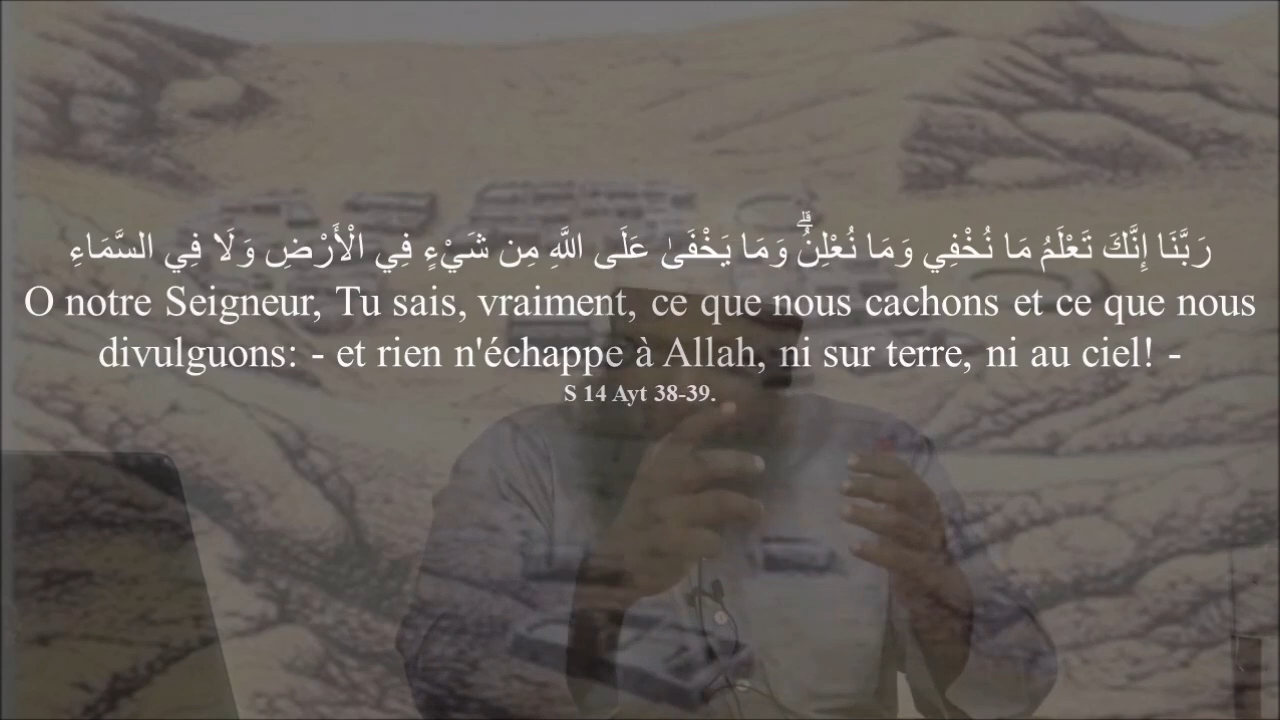 رَبَّنَا إِنَّكَ تَعْلَمُ مَا نُخْفِي وَمَا نُعْلِنُ ۗ وَمَا يَخْفَىٰ عَلَى اللَّهِ مِن شَيْءٍ فِي الْأَرْضِ وَلَا فِي السَّمَاءِ
O notre Seigneur, Tu sais, vraiment, ce que nous cachons et ce que nous
divulguons: - et rien n'échappe à Allah, ni sur terre, ni au ciel! -
S 14 Ayt 38-39.